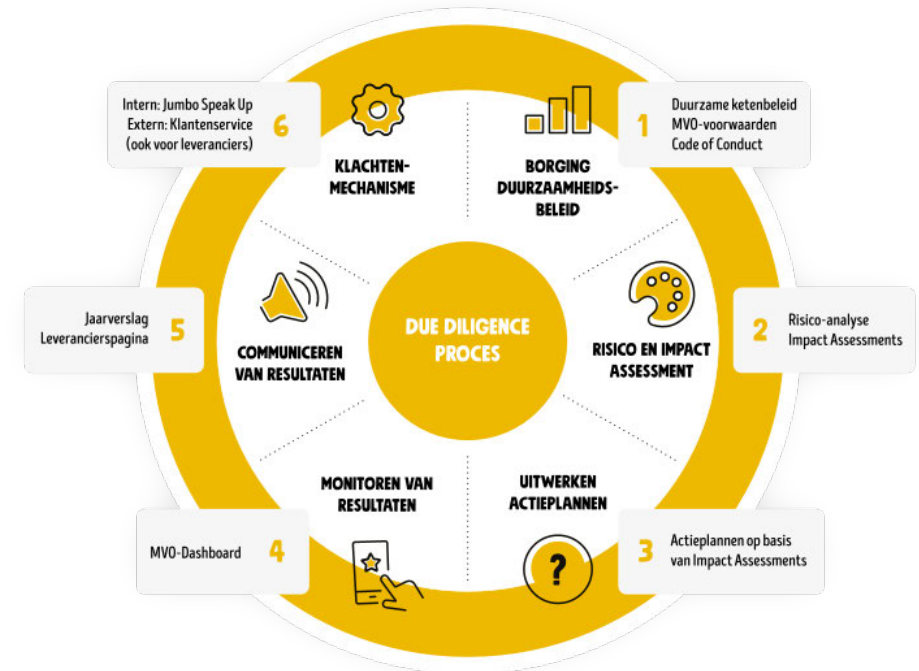 Intern: Jumbo Speak Up
Extern: Klantenservice
(ook voor leveranciers)
6
KLACHTEN-
MECHANISME
BORGING
DUURZAAMHEIDS-
BELEID
1
Duurzame ketenbeleid
MVO-voorwaarden
Code of Conduct
Jaarverslag
Leverancierspagina
5
COMMUNICEREN
VAN RESULTATEN
DUE DILIGENCE
PROCES
RISICO EN IMPACT
ASSESSMENT
2
Risico-analyse
Impact Assessments
MVO-Dashboard
4
MONITOREN VAN
RESULTATEN
UITWERKEN
ACTIEPLANNEN
?
3
Actieplannen op basis
van Impact Assessments